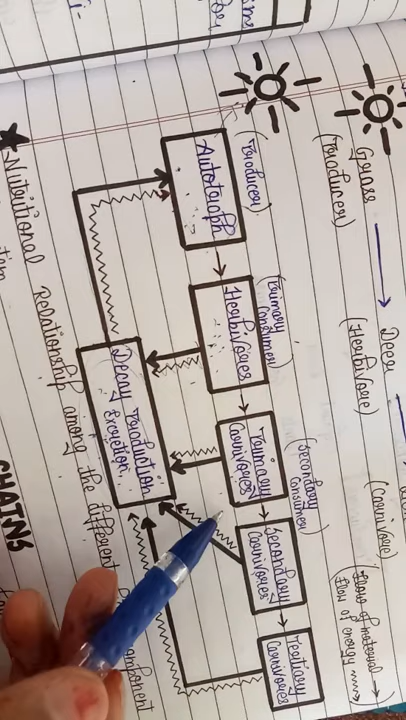 Grass
(Producer)
Deer
(Herbivore)
(Carnivore)
(Flow of material
Flow of energy
(Producer)
Autotroph
(Primary
Consumer)
Herbivores
(Secondary
Consumer)
Primary
Carnivores
Secondary
Carnivores
Tertiary
Carnivores
Decay Production
Excretion,
Nutritional Relationship among the different
CHAINS